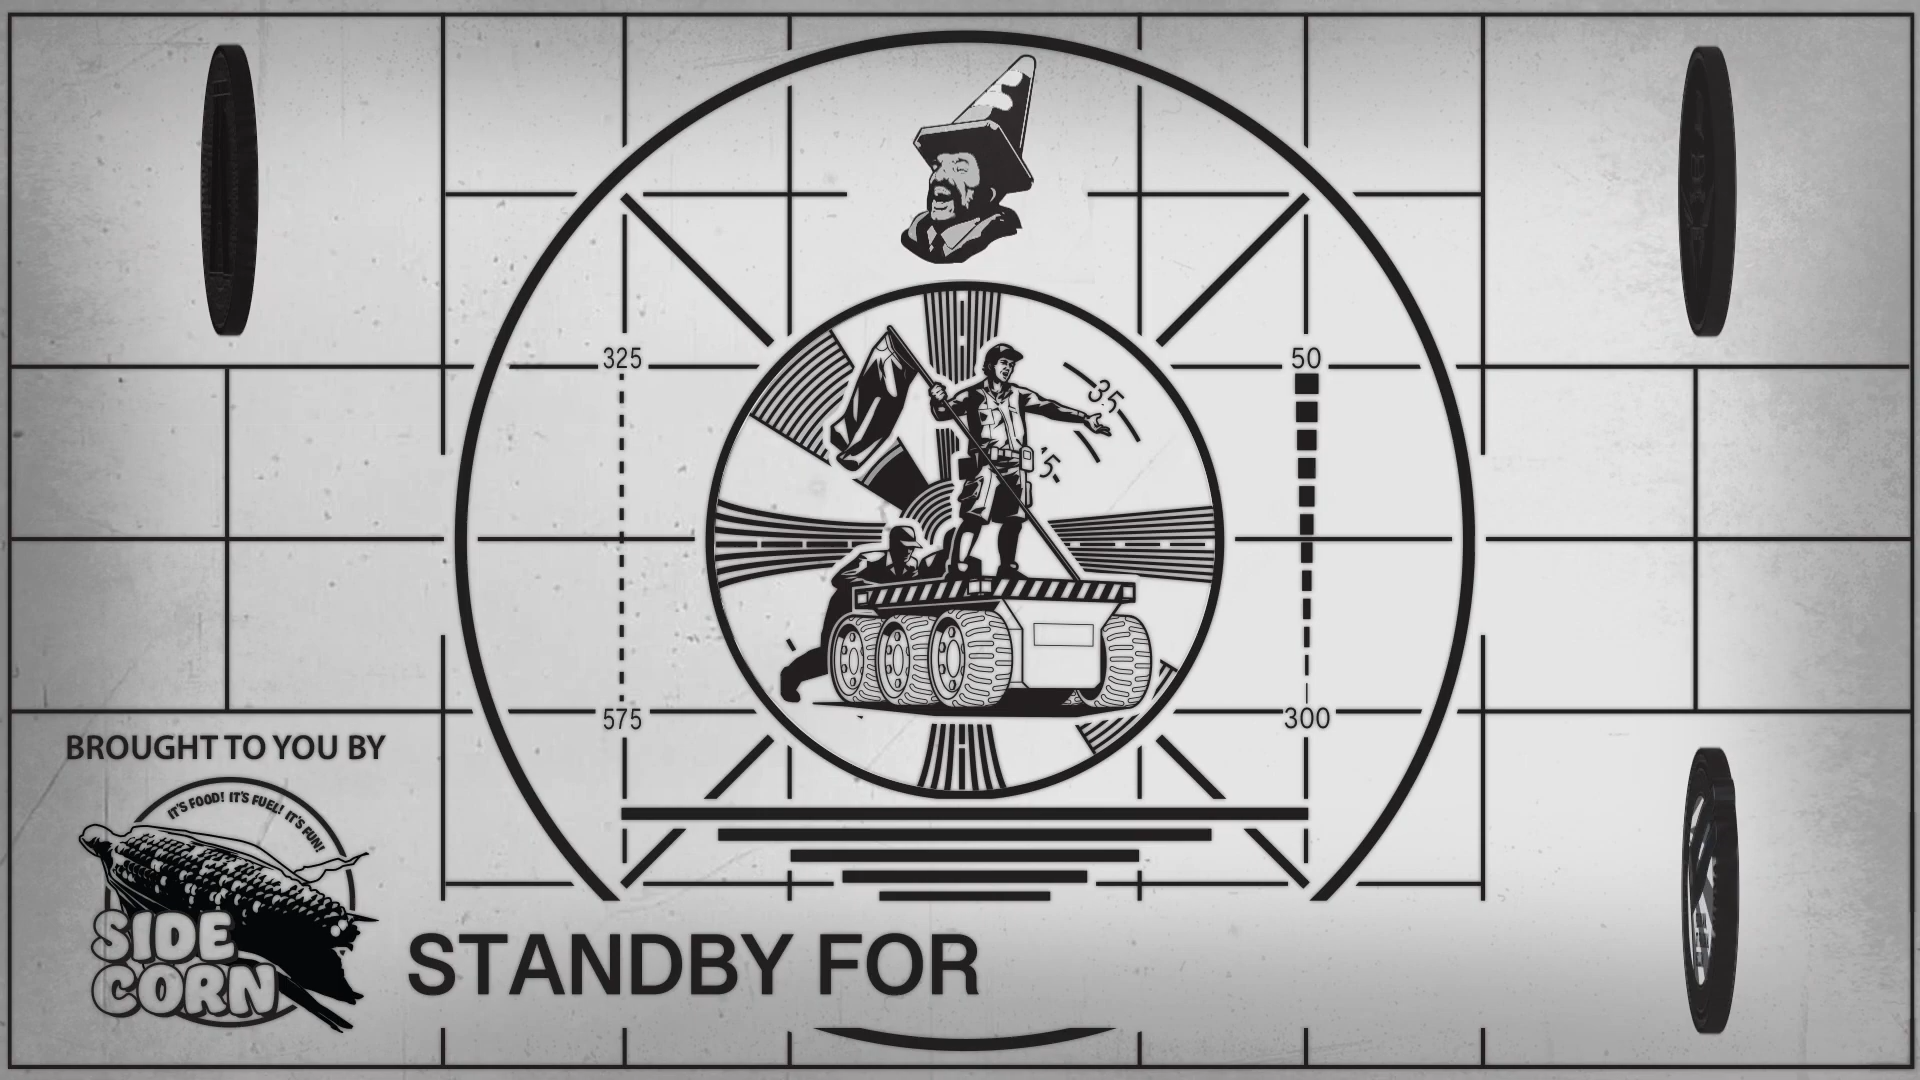 325
50
35
5
575
300
BROUGHT TO YOU BY
IT'S FOOD! IT'S FUEL! IT'S FUN!
SIDE
CORN
STANDBY FOR